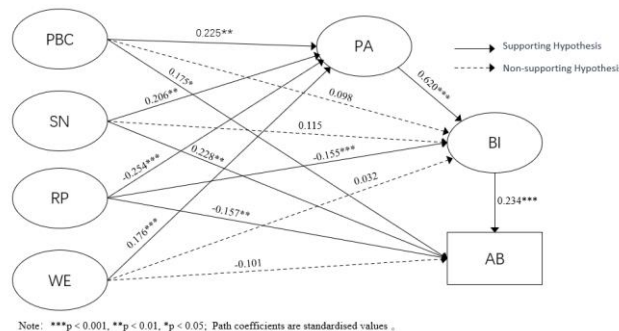 PBC
0.225**
PA
Supporting Hypothesis
Non-supporting Hypothesis
0.175*
0.098
0.620***
SN
0.206**
0.115
BI
0.228**
-0.254***
-0.155***
RP
0.032
0.234***
-0.157**
0.176***
WE
-0.101
AB
Note: ***p < 0.001, **p < 0.01, *p < 0.05; Path coefficients are standardised values 。